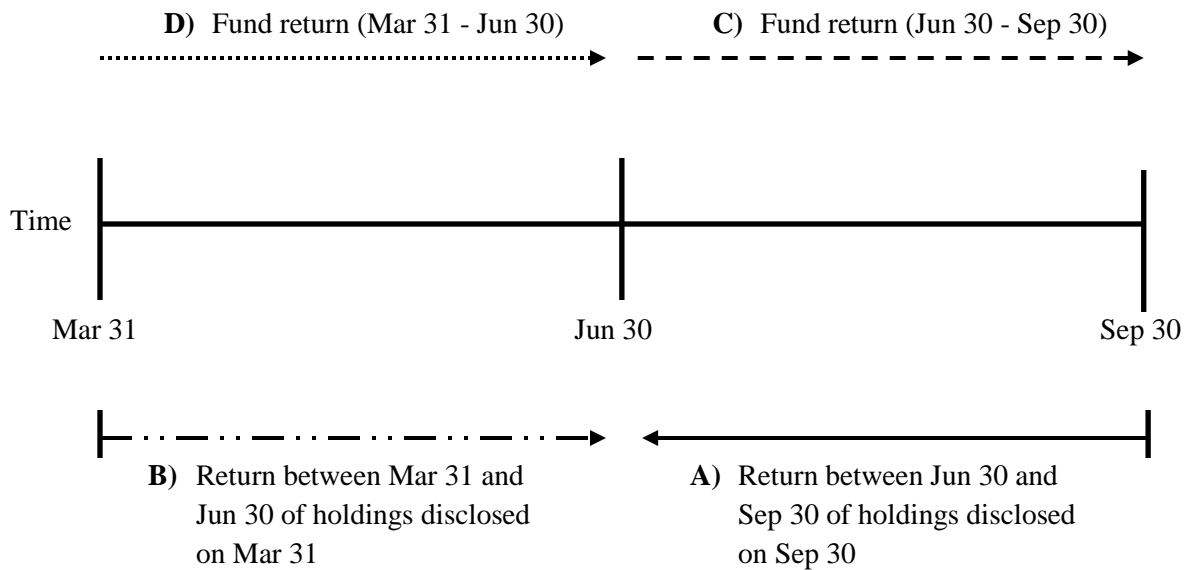 D) Fund return (Mar 31 - Jun 30)
C) Fund return (Jun 30 - Sep 30)
Time
Mar 31
Jun 30
Sep 30
B) Return between Mar 31 and
Jun 30 of holdings disclosed
on Mar 31
A) Return between Jun 30 and
Sep 30 of holdings disclosed
on Sep 30